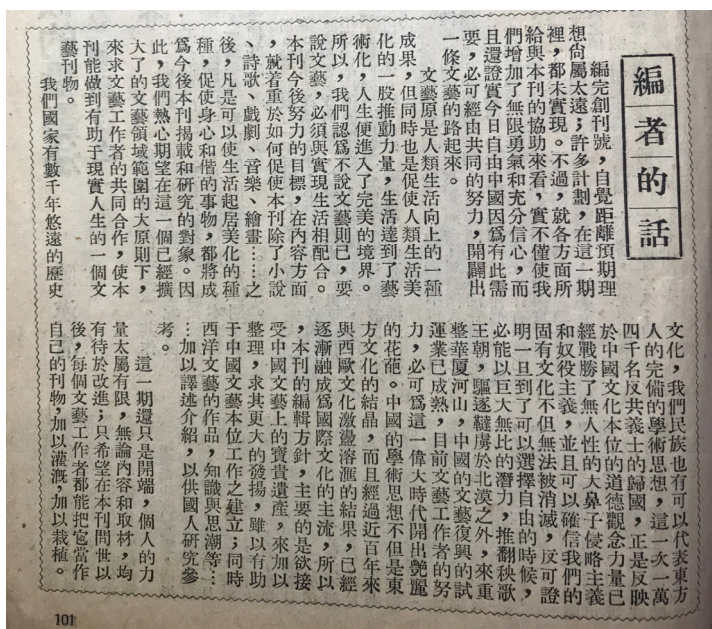 編者的話
編完創刊號，自覺距離預期理
想尙屬太遠；許多計劃，在這一期
裡，都未實現。不過，就各方面所
給與本刊的協助來看，實不僅使我
們增加了無限勇氣和充分信心，而
且還證實今日自由中國因爲有此需
要，必可經由共同的努力，開闢出
一條文藝的路起來。
文藝原是人類生活向上的一種
成果，但同時也是促使人類生活美
化的一股推動力量，生活達到了藝
術化，人生便進入了完美的境界。
所以，我們認爲不說文藝則已，要
說文藝，必須與實現生活相配合。
本刊今後努力的目標，在內容方面
，就着重於如何促使本刊除了小說
、詩歌、戲劇、音樂、繪畫……之
後，凡是可以使生活起居美化的種
種，促使身心和偕的事物，都將成
爲今後本刊揭載和研究的對象。因
此，我們熱心期望在這一個已經擴
大了的文藝領域範圍的大原則下，
來求文藝工作者的共同合作，使本
刊能做到有助于現實人生的一個文
藝刊物。
我們國家有數千年悠遠的歷史
文化，我們民族也有可以代表東方
人的完備的學術思想，這一次一萬
四千名反共義士的歸國，正是反映
於中國文化本位的道德觀念力量已
經戰勝了無人性的大鼻子侵略主義
和奴役主義，並且可以確信我們的
固有文化不但無法被消滅，反可證
明一旦到了可以選擇自由的時候，
必能以巨大無比的潛力，推翻秧歌
王朝，驅逐韃虜於北漠之外，來重
整華厦河山，中國的文藝復興的試
運業已成熟，目前文藝工作者的努
力，必可爲這一偉大時代開出艷麗
的花葩。中國的學術思想不但是東
方文化的結晶，而且經過近百年來
與西歐文化激盪溶滙的結果，已經
逐漸融成爲國際文化的主流，所以
，本刊的編輯方針，主要的是欲接
受中國文藝上的寶貴遺產，來加以
整理，求其更大的發揚，雖以有助
于中國文藝本位工作之建立；同時
西洋文藝的作品，知識與思潮等…
…加以譯述介紹，以供國人研究參
考。
這一期還只是開端，個人的力
量太屬有限，無論內容和取材，均
有待於改進；只希望在本刊問世以
後，每個文藝工作者都能把它當作
自己的刊物，加以灌漑，加以栽植。
101